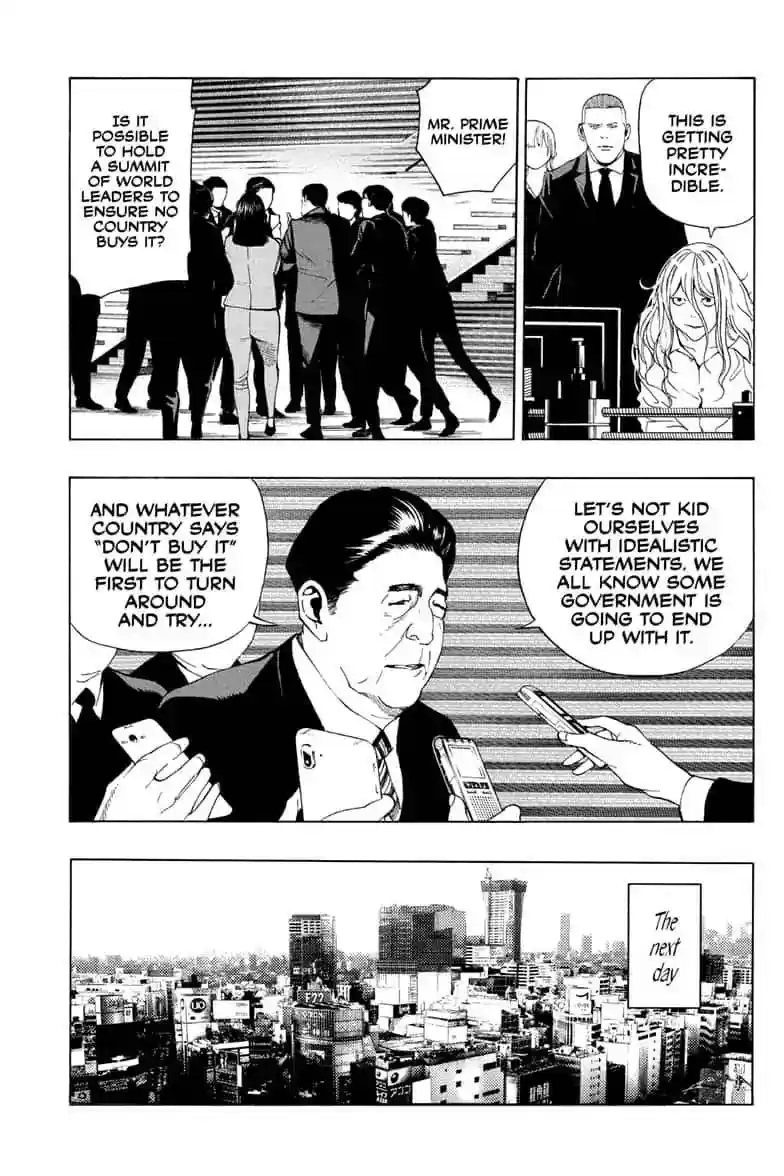 THIS IS
GETTING
PRETTY
INCRE-
DIBLE.
MR. PRIME
MINISTER!
IS IT
POSSIBLE
TO HOLD
A SUMMIT
OF WORLD
LEADERS TO
ENSURE NO
COUNTRY
BUYS IT?
LET'S NOT KID
OURSELVES
WITH IDEALISTIC
STATEMENTS. WE
ALL KNOW SOME
GOVERNMENT IS
GOING TO END
UP WITH IT.
AND WHATEVER
COUNTRY SAYS
"DON'T BUY IT"
WILL BE THE
FIRST TO TURN
AROUND
AND TRY...
The
next
day